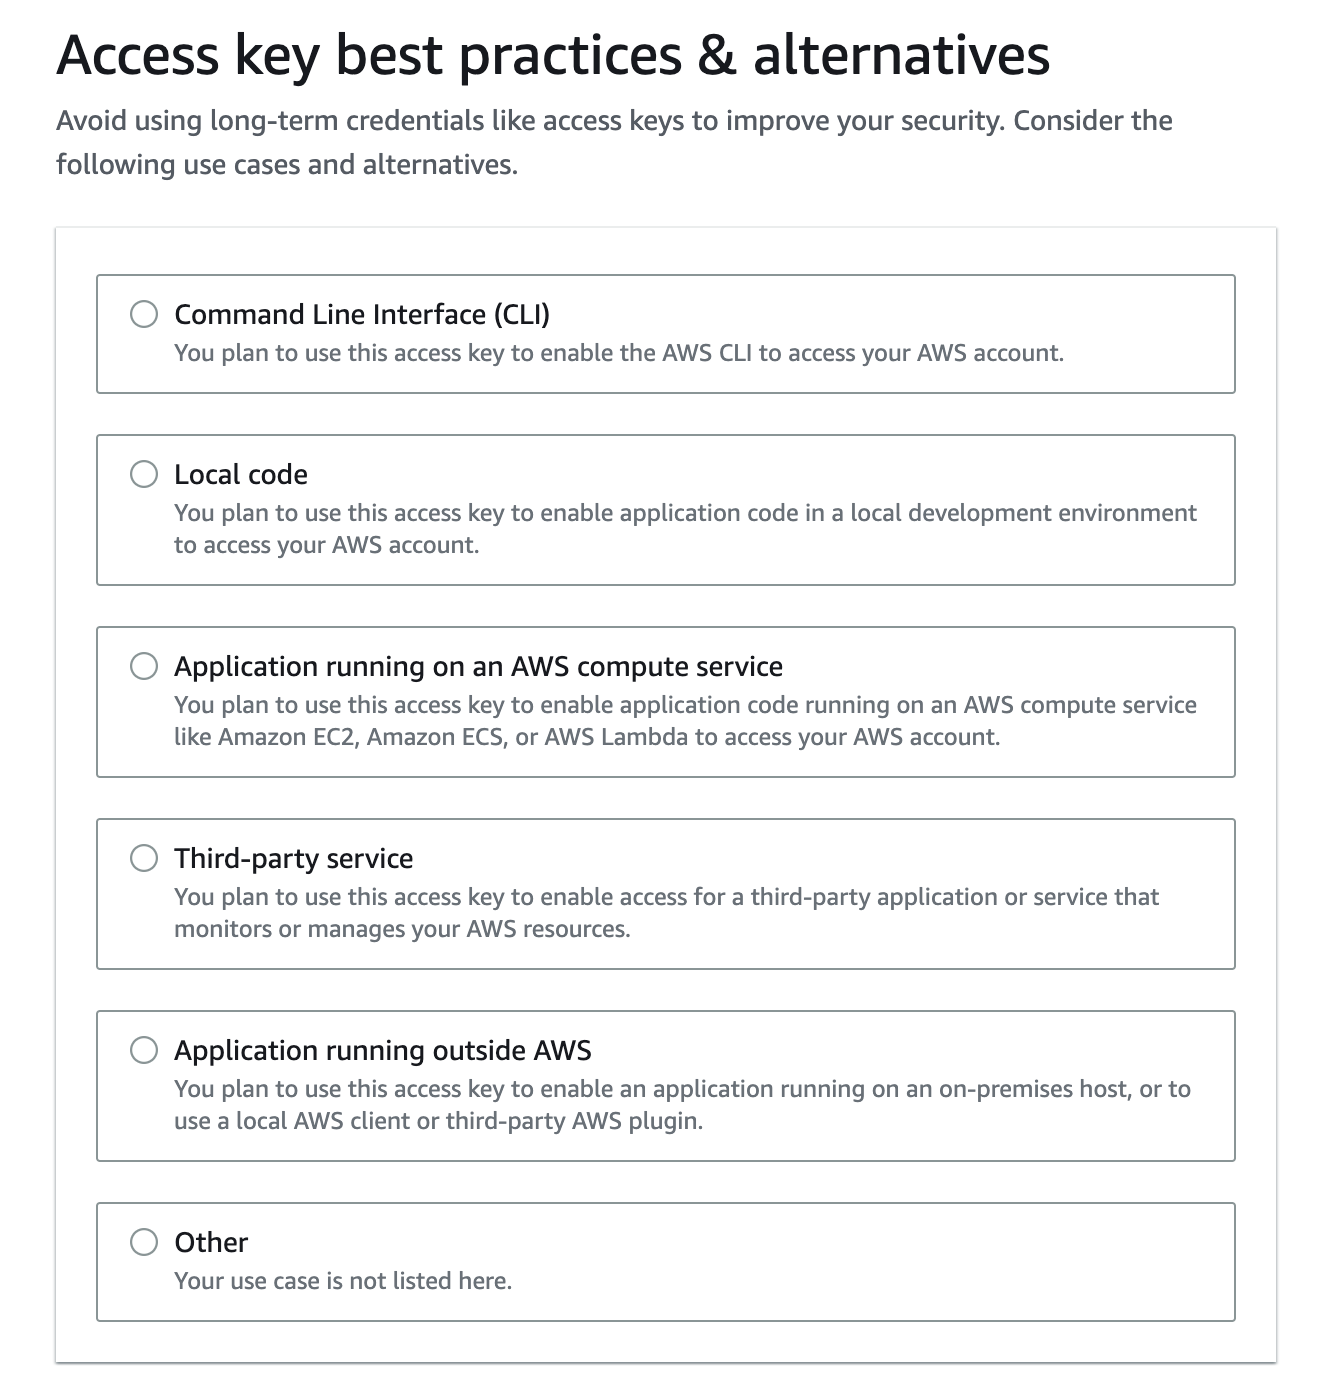 Access key best practices & alternatives
Avoid using long-term credentials like access keys to improve your security. Consider the
following use cases and alternatives.
Command Line Interface (CLI)
You plan to use this access key to enable the AWS CLI to access your AWS account.
Local code
You plan to use this access key to enable application code in a local development environment
to access your AWS account.
Application running on an AWS compute service
You plan to use this access key to enable application code running on an AWS compute service
like Amazon EC2, Amazon ECS, or AWS Lambda to access your AWS account.
Third-party service
You plan to use this access key to enable access for a third-party application or service that
monitors or manages your AWS resources.
Application running outside AWS
You plan to use this access key to enable an application running on an on-premises host, or to
use a local AWS client or third-party AWS plugin.
Other
Your use case is not listed here.